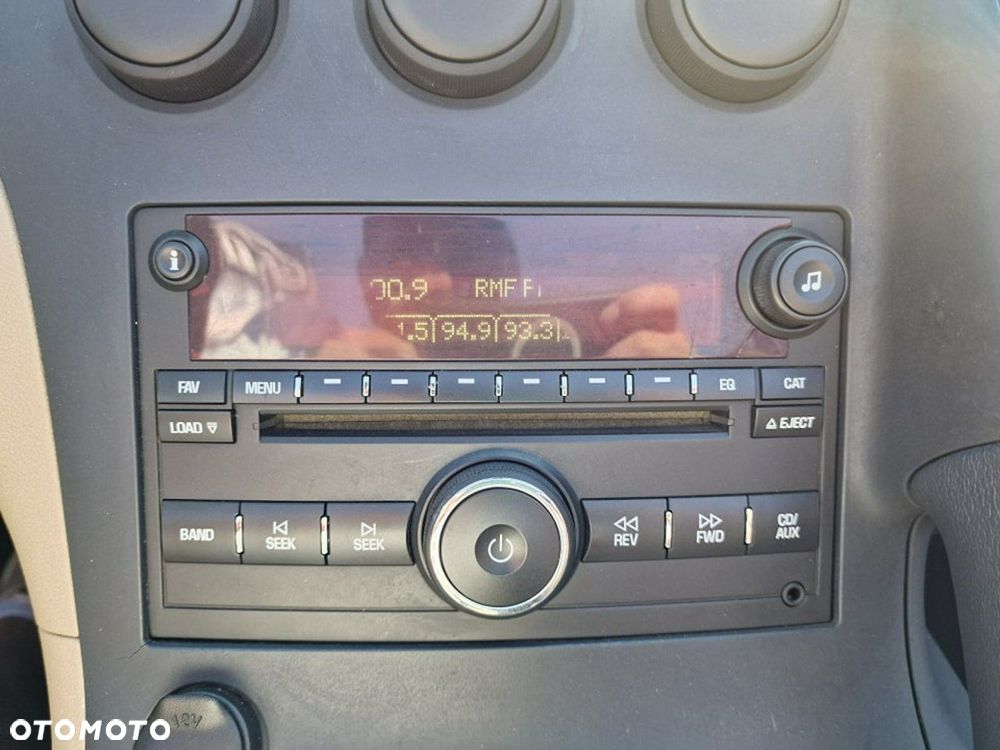 i
00.9 RMF F
1.5 94.9 93.3
FAV MENU EQ CAT
LOAD EJECT
BAND SEEK SEEK REV FWD CD/
AUX
12V
OTOMOTO